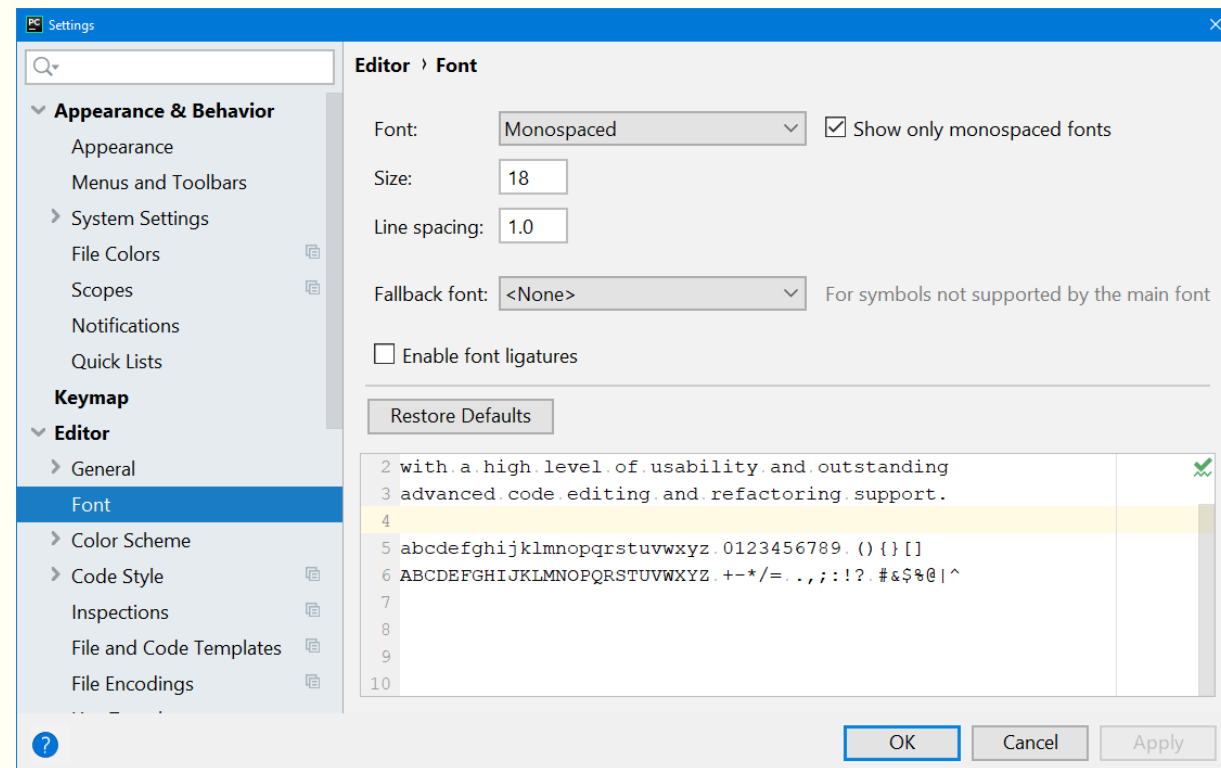 PC Settings
Editor › Font
Appearance & Behavior
Appearance
Menus and Toolbars
System Settings
File Colors
Scopes
Notifications
Quick Lists
Keymap
Editor
General
Font
Color Scheme
Code Style
Inspections
File and Code Templates
File Encodings
Font: Monospaced Show only monospaced fonts
Size: 18
Line spacing: 1.0
Fallback font: <None> For symbols not supported by the main font
Enable font ligatures
Restore Defaults
2 with.a.high.level.of.usability.and.outstanding
3 advanced.code.editing.and.refactoring.support.
4
5 abcdefghijklmnopqrstuvwxyz.0123456789.(){}[]
6 ABCDEFGHIJKLMNOPQRSTUVWXYZ.+-*/=..,;:!?.#&$%@|^
7
8
9
10
? OK Cancel Apply